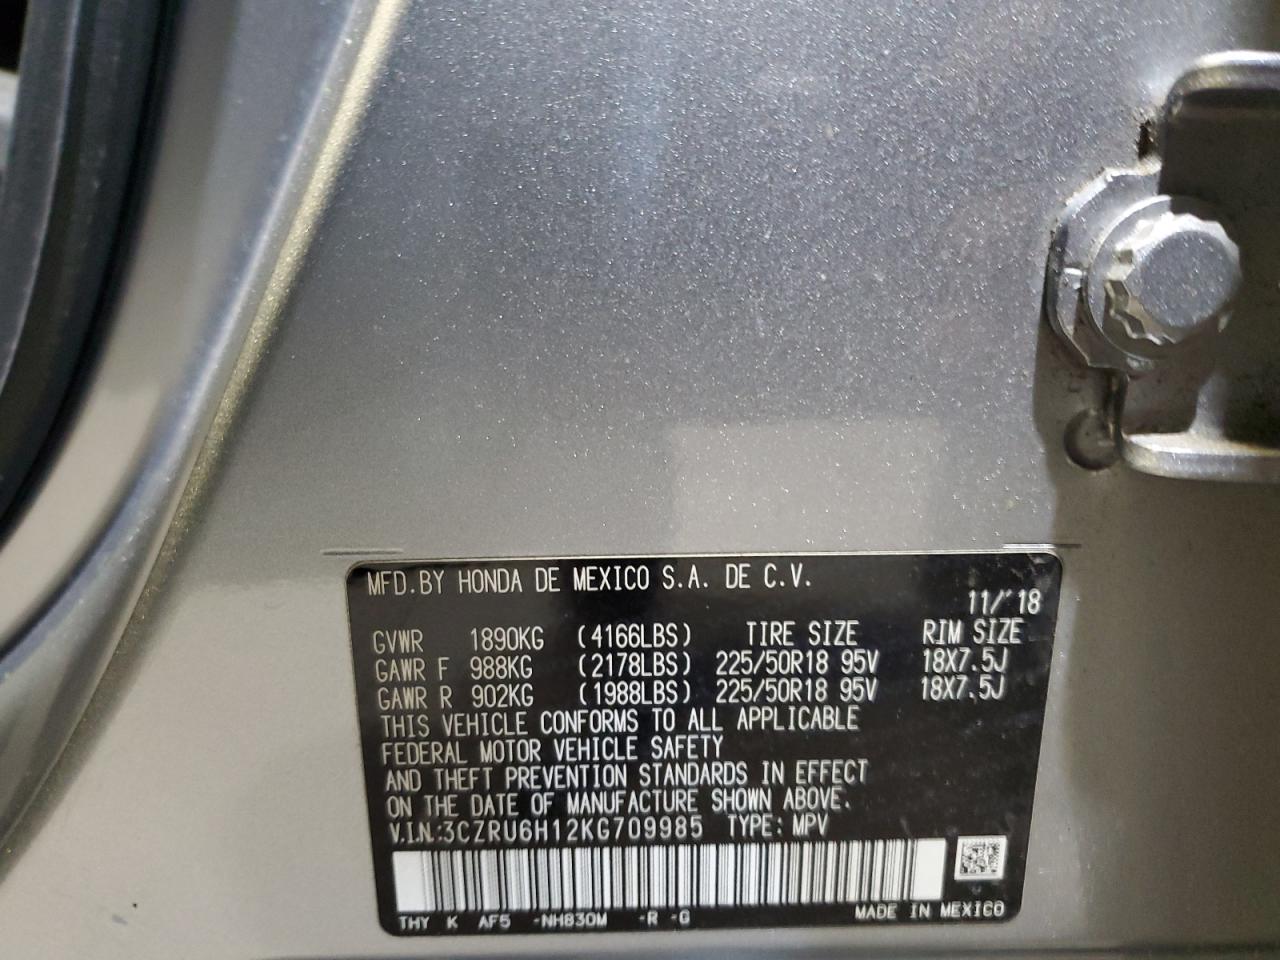 MFD.BY HONDA DE MEXICO S.A. DE C.V.
11/'18
GVWR 1890KG (4166LBS) TIRE SIZE RIM SIZE
GAWR F 988KG (2178LBS) 225/50R18 95V 18X7.5J
GAWR R 902KG (1988LBS) 225/50R18 95V 18X7.5J
THIS VEHICLE CONFORMS TO ALL APPLICABLE
FEDERAL MOTOR VEHICLE SAFETY
AND THEFT PREVENTION STANDARDS IN EFFECT
ON THE DATE OF MANUFACTURE SHOWN ABOVE.
V.I.N.:3CZRU6H12KG709985 TYPE: MPV
THY K AF5 -NH830M -R -G MADE IN MEXICO